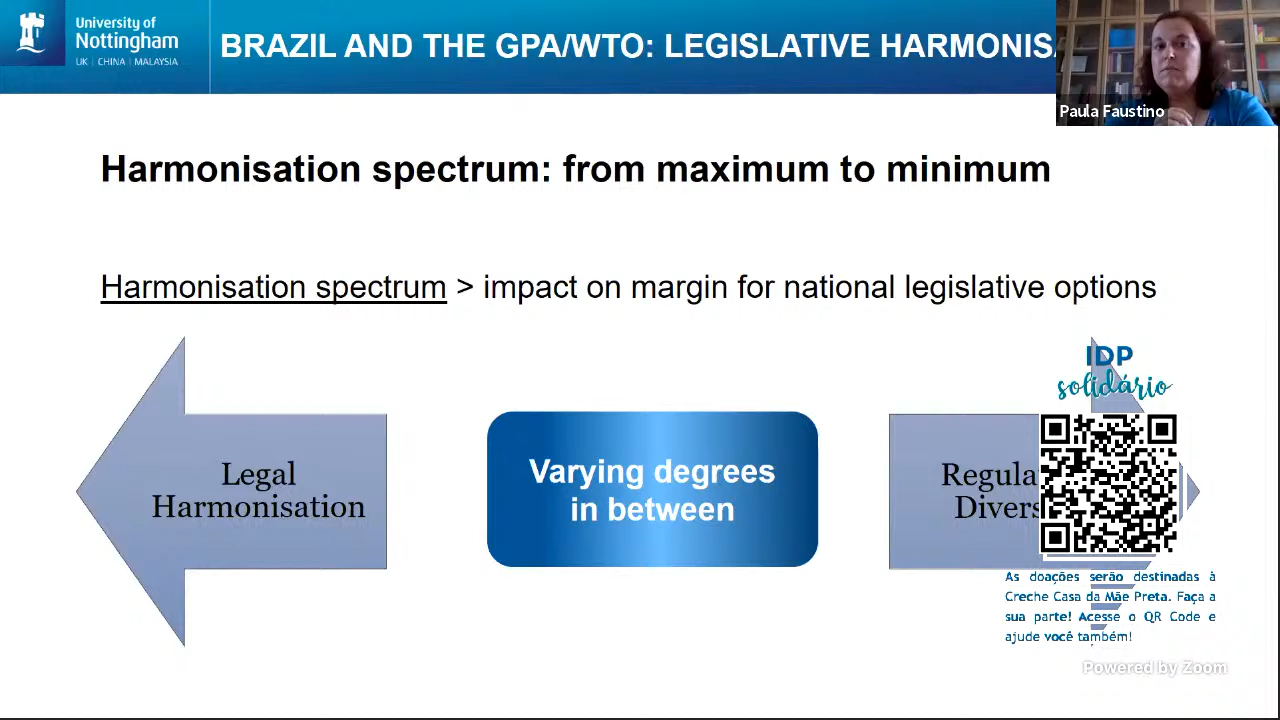 University of
Nottingham
UK | CHINA | MALAYSIA
BRAZIL AND THE GPA/WTO: LEGISLATIVE HARMONIS
Paula Faustino
Harmonisation spectrum: from maximum to minimum
Harmonisation spectrum > impact on margin for national legislative options
Legal
Harmonisation
Varying degrees
in between
Regula
Divers
IDP
solidário
As doações serão destinadas à
Creche Casa da Mãe Preta. Faça a
sua parte! Acesse o QR Code e
ajude você também!
Powered by Zoom